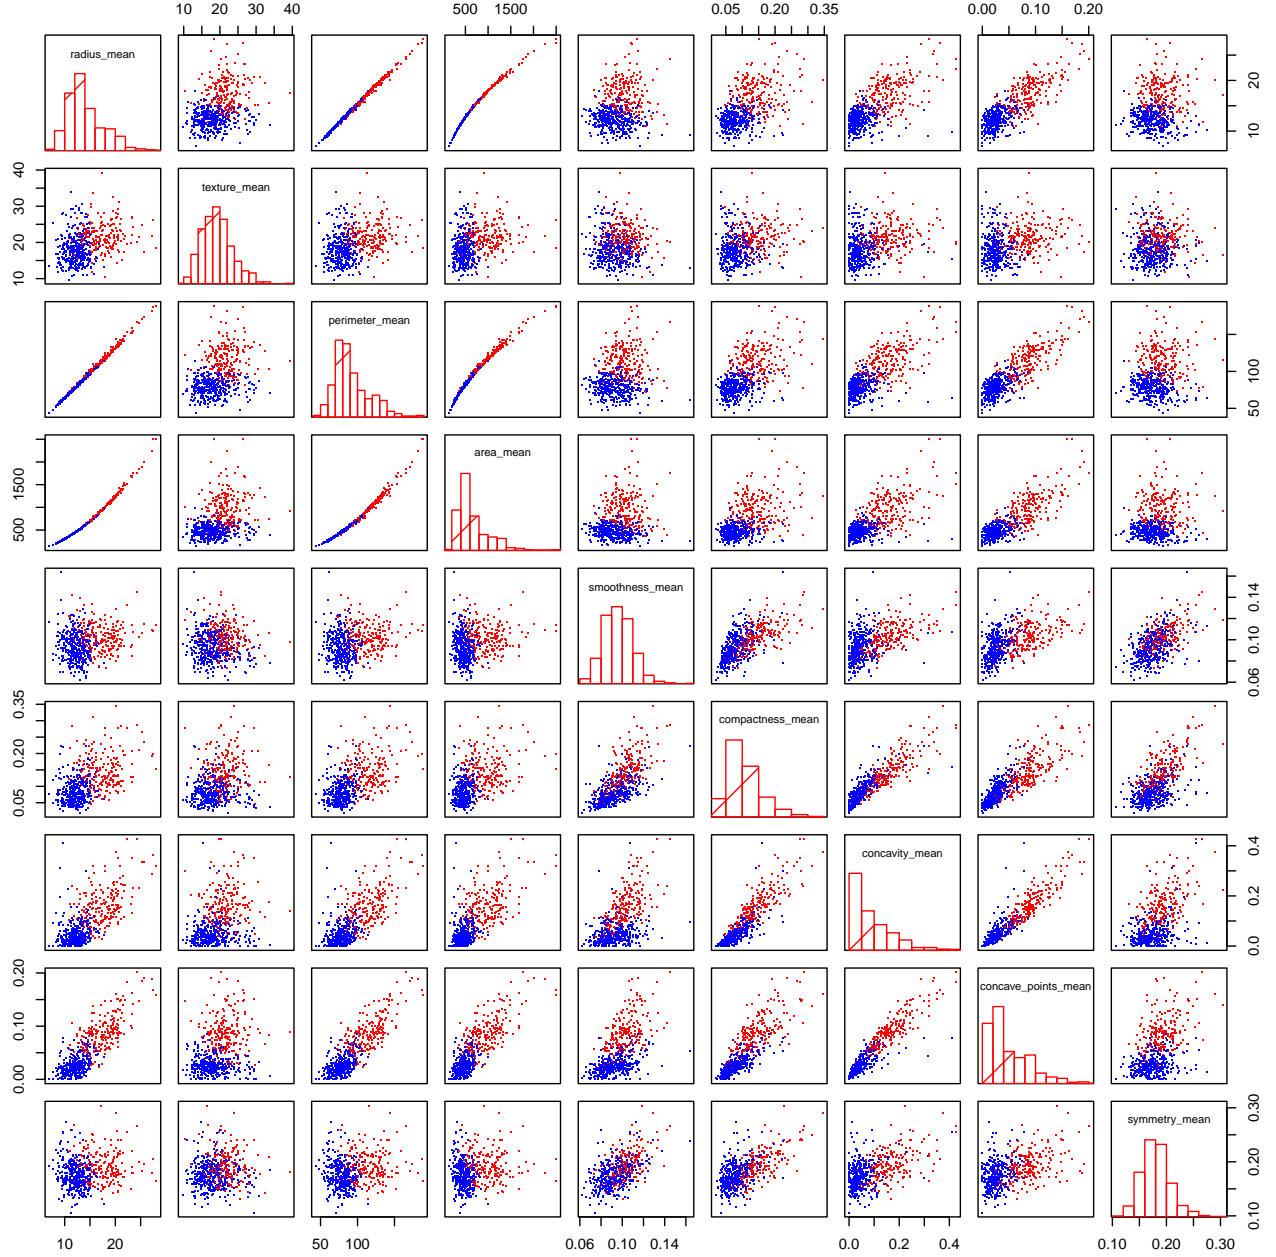 10 20 30 40
500 1500
0.05 0.20 0.35
0.00 0.10 0.20
radius_mean
10 20
texture_mean
10 20 30 40
perimeter_mean
50 100
area_mean
500 1500
smoothness_mean
0.06 0.10 0.14
compactness_mean
0.05 0.20 0.35
concavity_mean
0.0 0.2 0.4
concave_points_mean
0.00 0.10 0.20
symmetry_mean
0.10 0.20 0.30
10 20
50 100
0.06 0.10 0.14
0.0 0.2 0.4
0.10 0.20 0.30